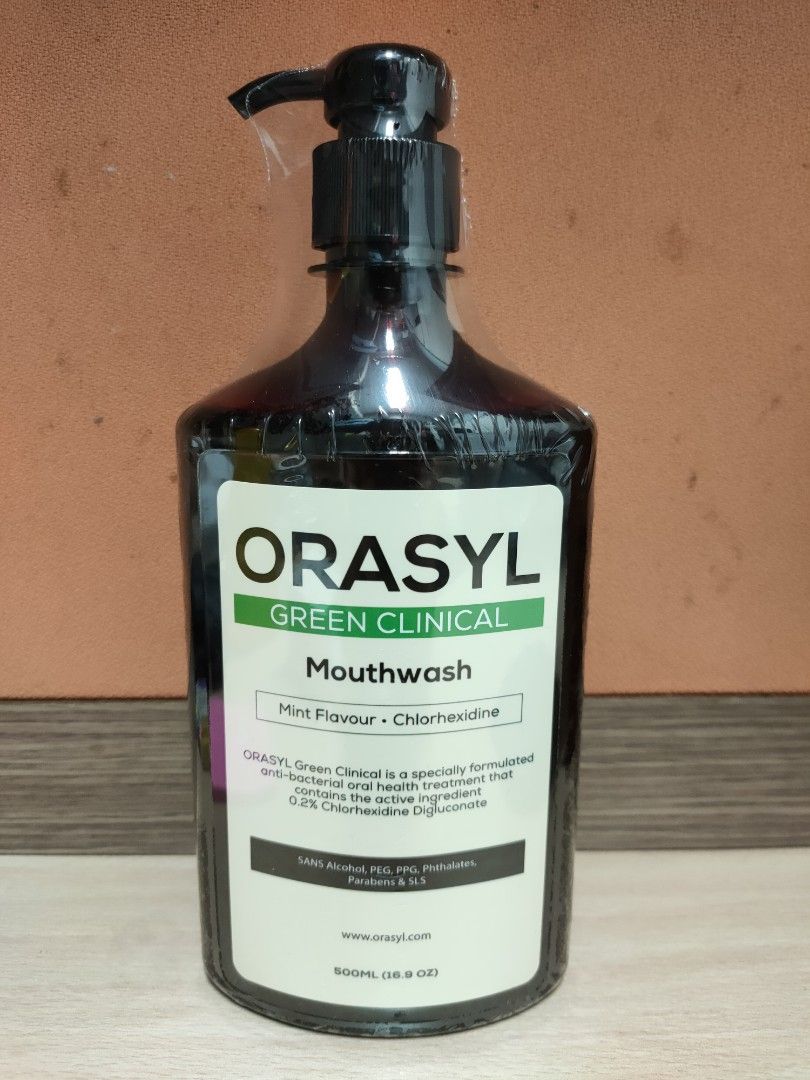 ORASYL
GREEN CLINICAL
Mouthwash
Mint Flavour • Chlorhexidine
ORASYL Green Clinical is a specially formulated
anti-bacterial oral health treatment that
contains the active ingredient
0.2% Chlorhexidine Digluconate
SANS Alcohol, PEG, PPG, Phthalates,
Parabens & SLS
www.orasyl.com
500ML (16.9 OZ)